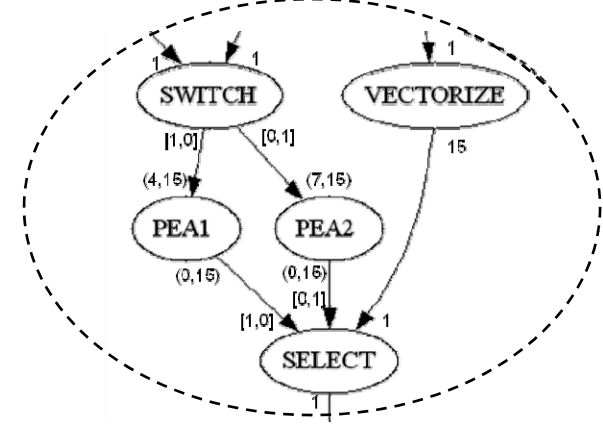 1 1 1
SWITCH VECTORIZE
[1,0] [0,1] 15
(4,15) (7,15)
PEA1 PEA2
(0,15) (0,15)
[0,1]
[1,0] 1
SELECT
1